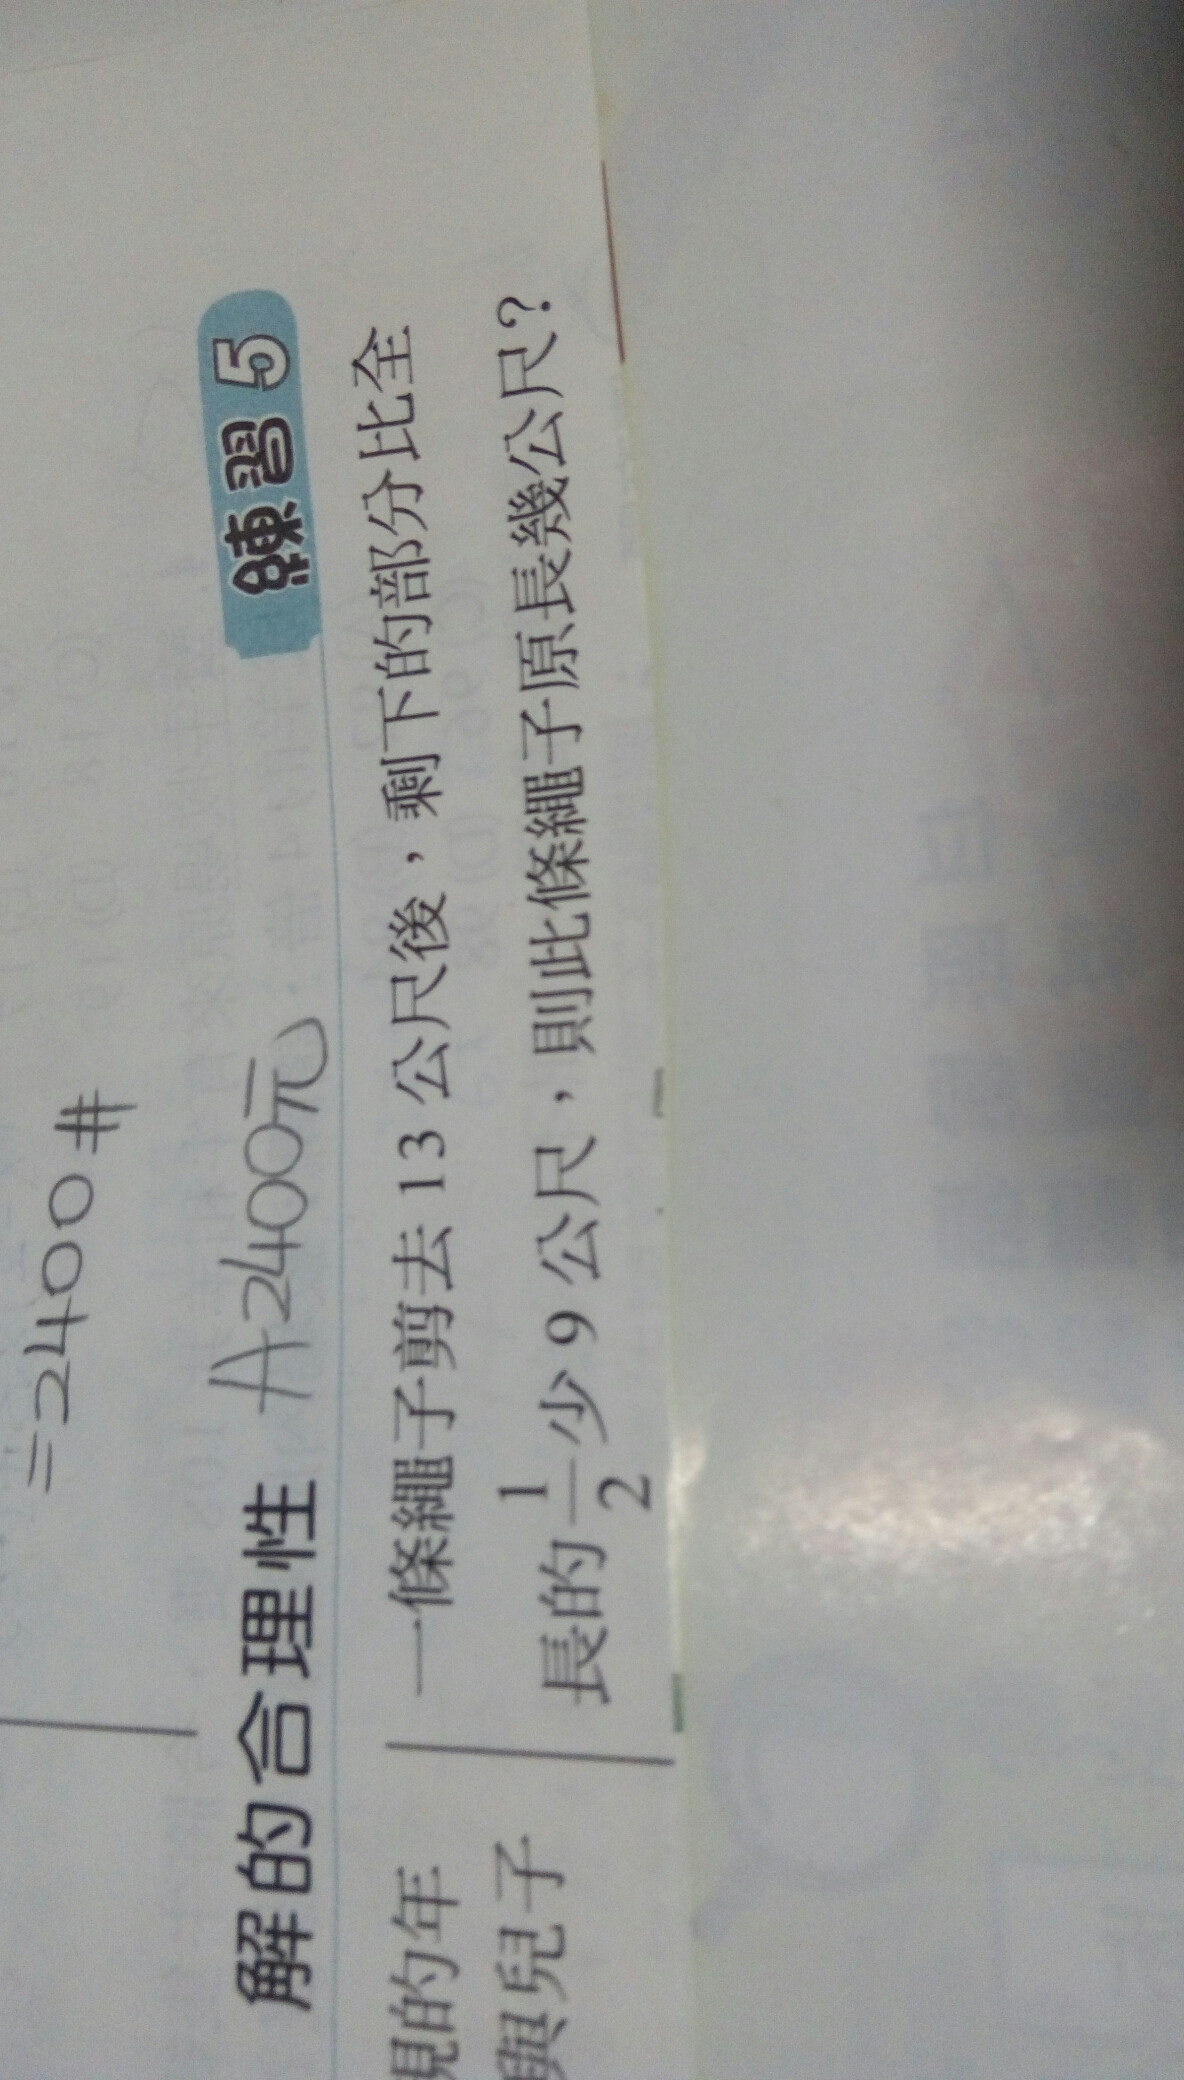 =2400#
解的合理性 A 2400元
練習5
現的年
與兒子
一條繩子剪去 13 公尺後，剩下的部分比全
長的1/2少 9 公尺，則此條繩子原長幾公尺？